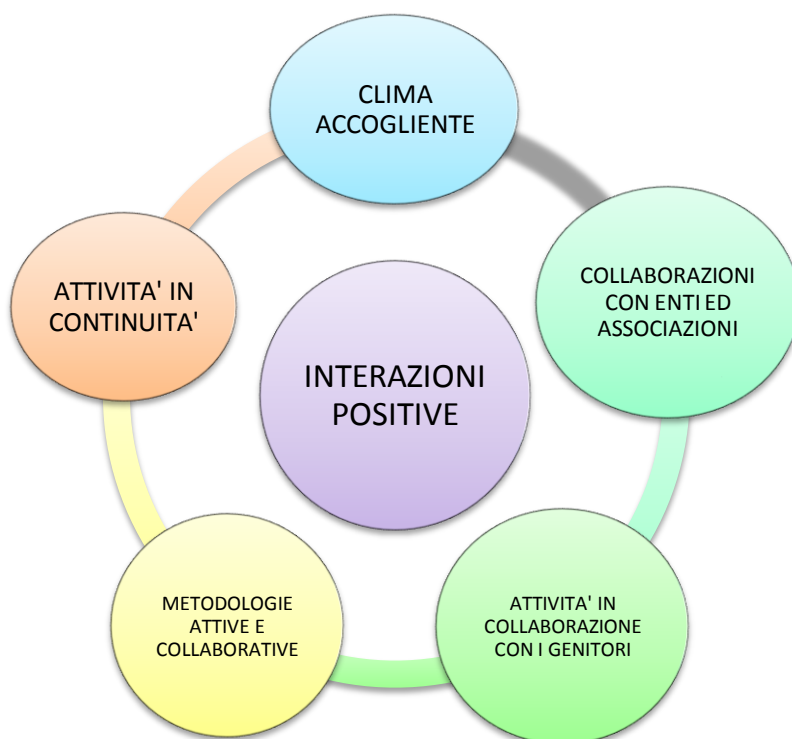 CLIMA
ACCOGLIENTE
COLLABORAZIONI
CON ENTI ED
ASSOCIAZIONI
ATTIVITA' IN
CONTINUITA'
INTERAZIONI
POSITIVE
METODOLOGIE
ATTIVE E
COLLABORATIVE
ATTIVITA' IN
COLLABORAZIONE
CON I GENITORI